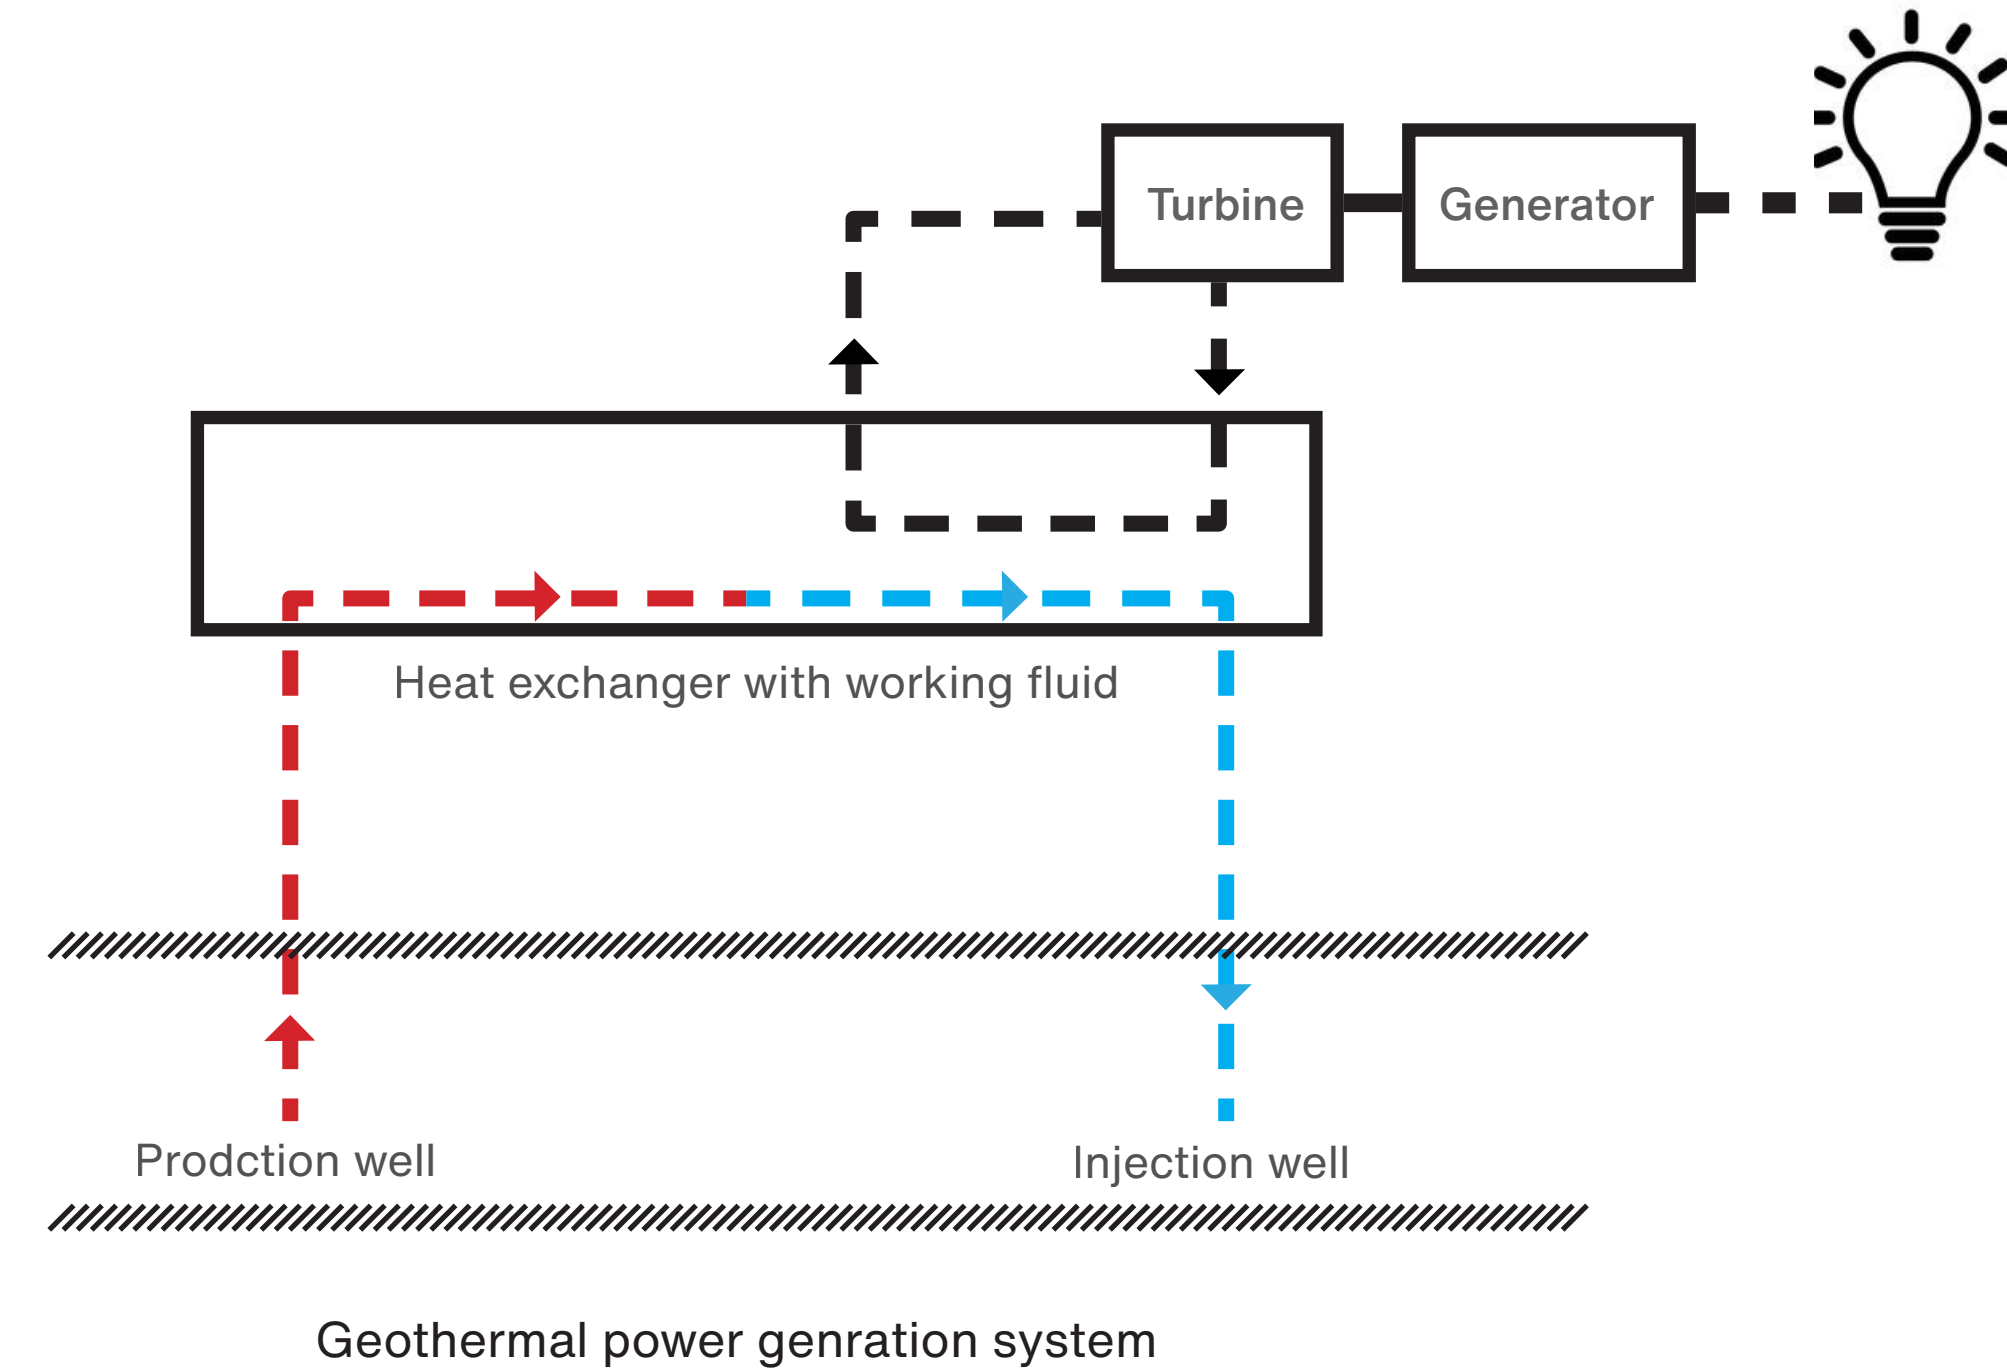 Turbine
Generator
Heat exchanger with working fluid
Prodction well
Injection well
Geothermal power genration system